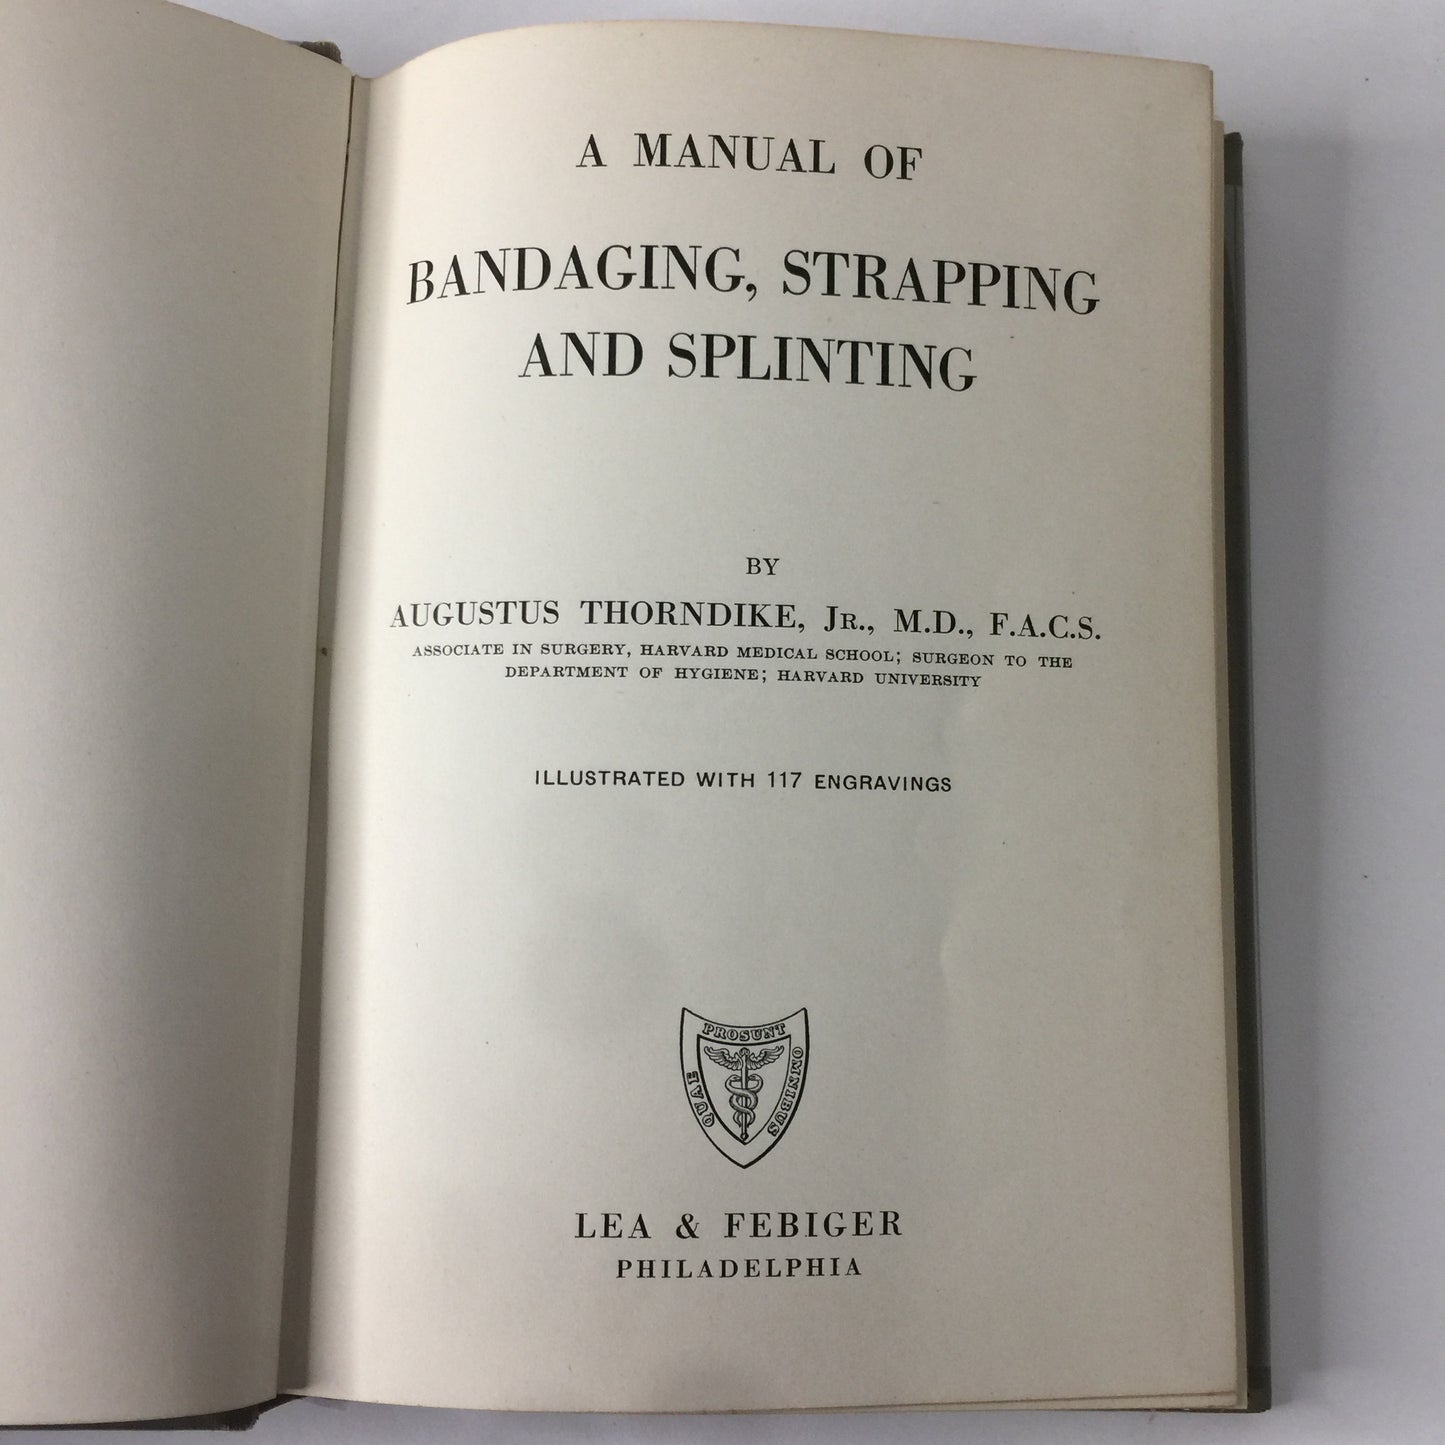 A MANUAL OF
BANDAGING, STRAPPING
AND SPLINTING
BY
AUGUSTUS THORNDIKE, JR., M.D., F.A.C.S.
ASSOCIATE IN SURGERY, HARVARD MEDICAL SCHOOL; SURGEON TO THE
DEPARTMENT OF HYGIENE; HARVARD UNIVERSITY
ILLUSTRATED WITH 117 ENGRAVINGS
QUAE
PROSUNT
OMNIBUS
LEA & FEBIGER
PHILADELPHIA